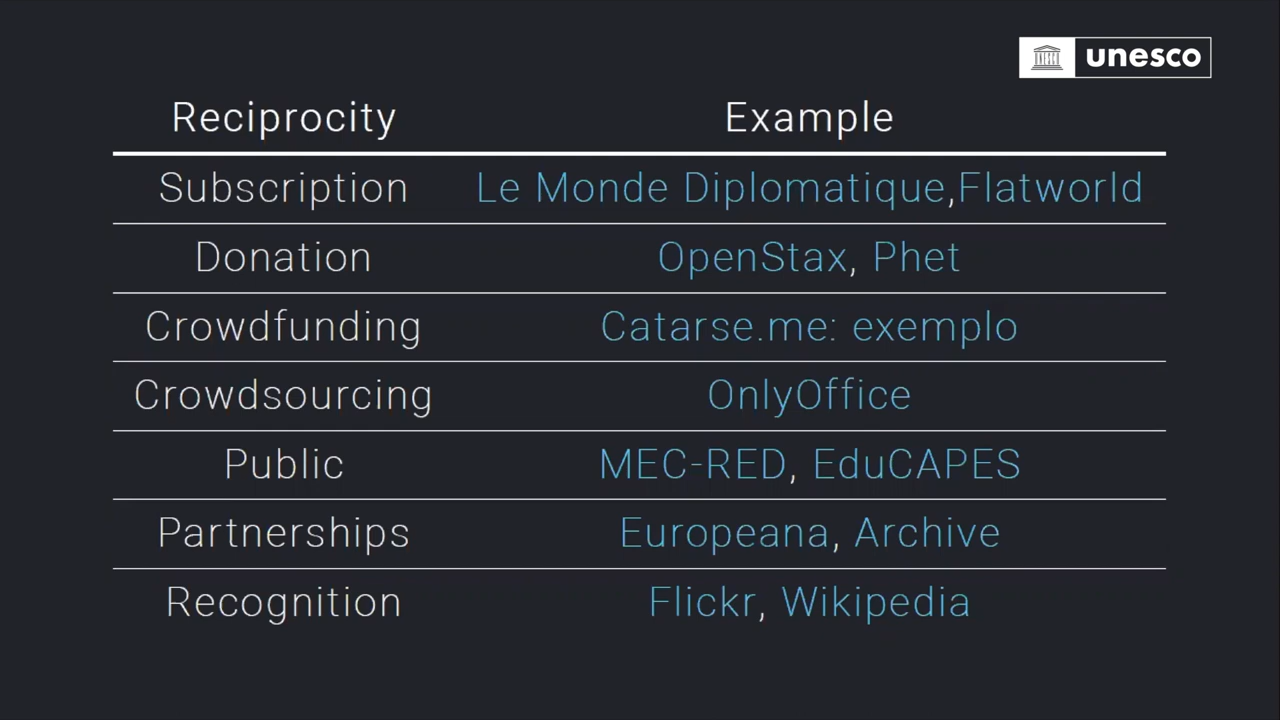 unesco
Reciprocity Example
Subscription Le Monde Diplomatique,Flatworld
Donation OpenStax, Phet
Crowdfunding Catarse.me: exemplo
Crowdsourcing OnlyOffice
Public MEC-RED, EduCAPES
Partnerships Europeana, Archive
Recognition Flickr, Wikipedia